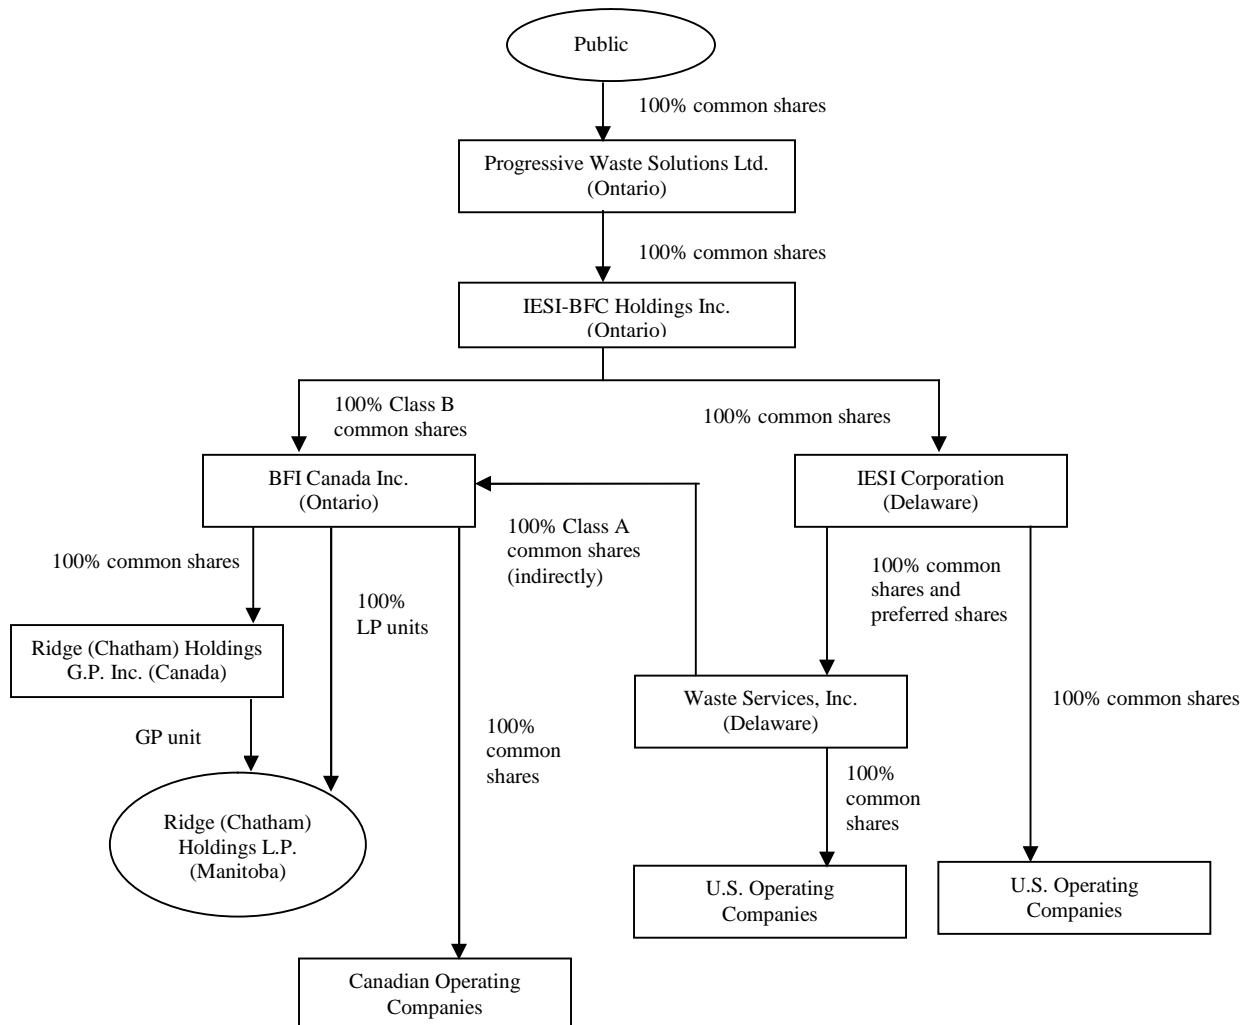 Public
100% common shares
Progressive Waste Solutions Ltd.
(Ontario)
100% common shares
IESI-BFC Holdings Inc.
(Ontario)
100% Class B
common shares
100% common shares
BFI Canada Inc.
(Ontario)
IESI Corporation
(Delaware)
100% Class A
common shares
(indirectly)
100% common shares
100% common
shares and
preferred shares
100%
LP units
Ridge (Chatham) Holdings
G.P. Inc. (Canada)
Waste Services, Inc.
(Delaware)
100% common shares
GP unit
100%
common
shares
100%
common
shares
Ridge (Chatham)
Holdings L.P.
(Manitoba)
U.S. Operating
Companies
U.S. Operating
Companies
Canadian Operating
Companies